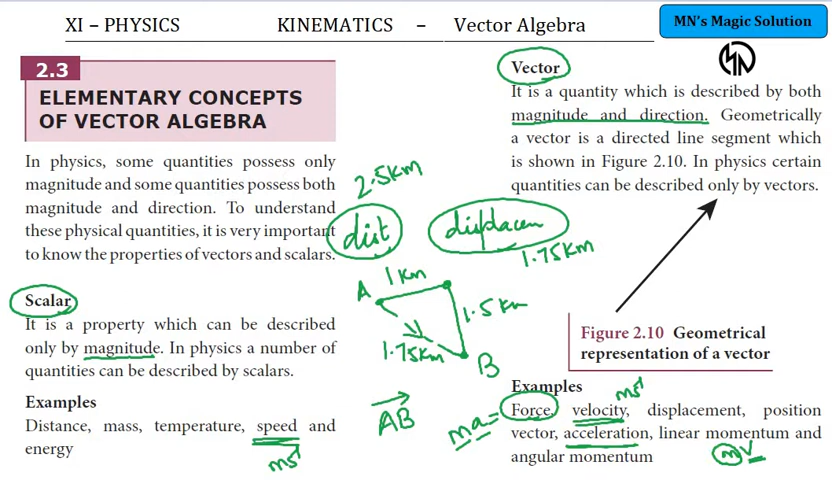 XI – PHYSICS KINEMATICS – Vector Algebra
MN's Magic Solution
2.3
ELEMENTARY CONCEPTS
OF VECTOR ALGEBRA
In physics, some quantities possess only
magnitude and some quantities possess both
magnitude and direction. To understand
these physical quantities, it is very important
to know the properties of vectors and scalars.
Scalar
It is a property which can be described
only by magnitude. In physics a number of
quantities can be described by scalars.
Examples
Distance, mass, temperature, speed and
energy
ms⁻¹
2.5KM
dist
displacem
1.75KM
A
1 Km
1.5Km
1.75Km
B
AB
Vector
It is a quantity which is described by both
magnitude and direction. Geometrically
a vector is a directed line segment which
is shown in Figure 2.10. In physics certain
quantities can be described only by vectors.
Figure 2.10 Geometrical
representation of a vector
Examples
ms⁻¹
ma = Force, velocity, displacement, position
vector, acceleration, linear momentum and
angular momentum
mv